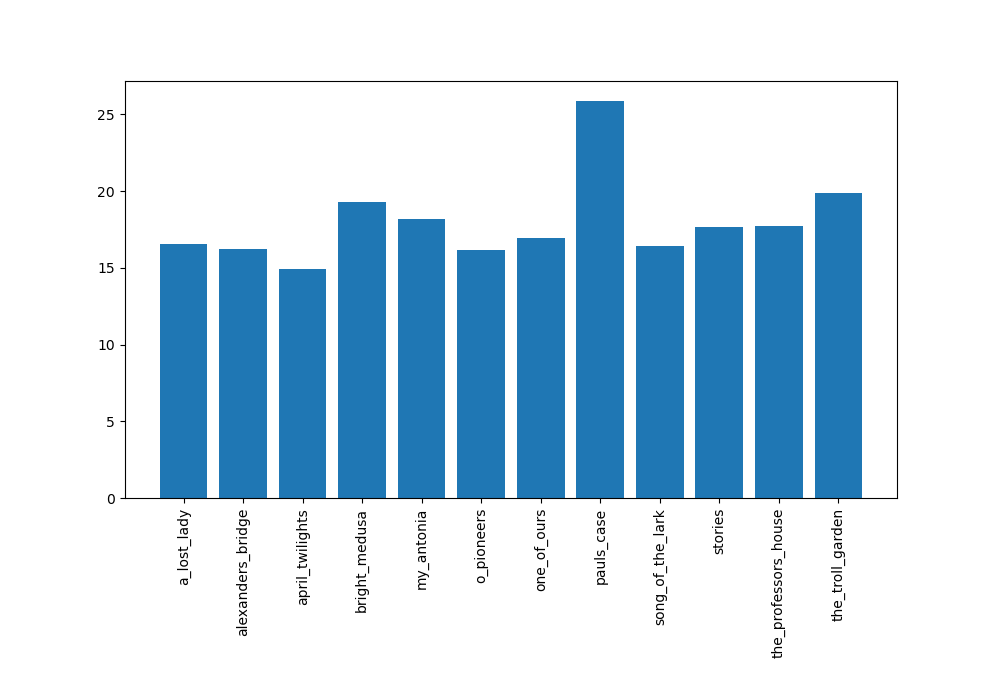 25
20
15
10
5
0
a_lost_lady
alexanders_bridge
april_twilights
bright_medusa
my_antonia
o_pioneers
one_of_ours
pauls_case
song_of_the_lark
stories
the_professors_house
the_troll_garden